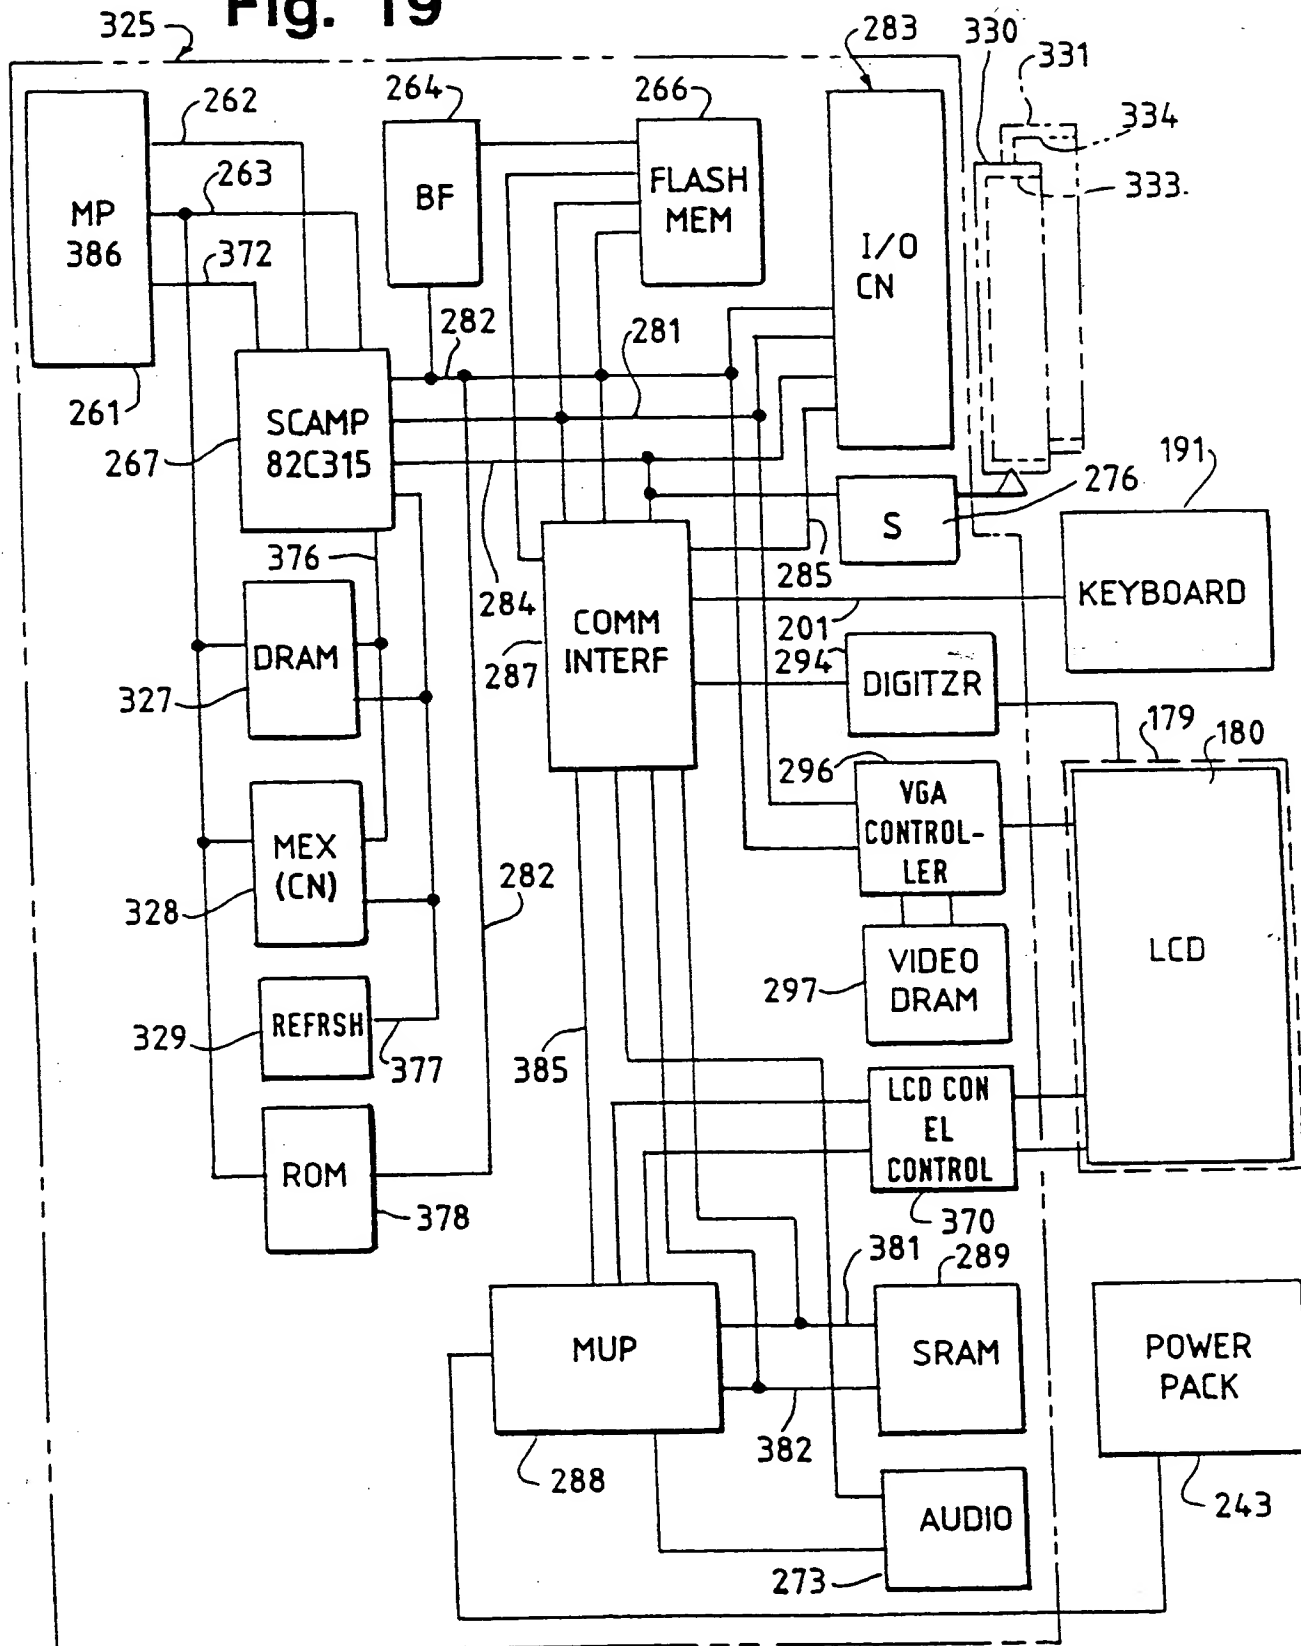 Fig. 19
325
283
330
331
334
333.
262
263
372
264
266
MP
386
BF
FLASH
MEM
I/O
CN
282
281
261
267
SCAMP
82C315
191
276
S
376
284
285
KEYBOARD
201
287
COMM
INTERF
294
DIGITZR
DRAM
327
179
180
296
VGA
CONTROL-
LER
MEX
(CN)
328
282
LCD
297
VIDEO
DRAM
REFRSH
329
377
385
LCD CON
EL
CONTROL
ROM
378
370
381
289
MUP
SRAM
POWER
PACK
382
288
243
AUDIO
273